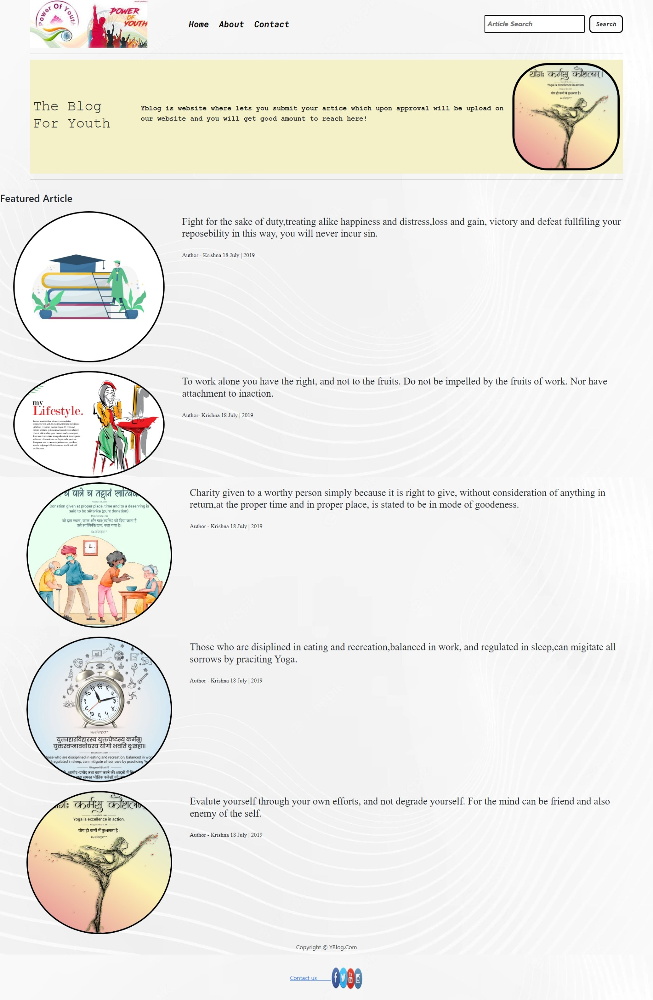 Power Of Youth
POWER
OF
YOUTH
Home About Contact
Article Search
Search
The Blog
For Youth
Yblog is website where lets you submit your artice which upon approval will be upload on
our website and you will get good amount to reach here!
योगः कर्मसु कौशलम्।
Yoga is excellence in action.
योग ही कर्मों में कुशलता है।
Featured Article
Fight for the sake of duty,treating alike happiness and distress,loss and gain, victory and defeat fullfiling your
reposebility in this way, you will never incur sin.
Author - Krishna 18 July | 2019
my
Lifestyle.
To work alone you have the right, and not to the fruits. Do not be impelled by the fruits of work. Nor have
attachment to inaction.
Author- Krishna 18 July | 2019
च पात्रे च तद्दानं
Donation given at proper place, time and to a deserving is
said to be sāttvika (pure donation).
जो दान स्थान, काल और पात्र(व्यक्ति) को दिया जाता है
उसे सात्विकी(दान) कहा गया है।
Charity given to a worthy person simply because it is right to give, without consideration of anything in
return,at the proper time and in proper place, is stated to be in mode of goodeness.
Author - Krishna 18 July | 2019
संस्कृत
युक्ताहारविहारस्य युक्तचेष्टस्य कर्मसु।
युक्तस्वप्नावबोधस्य योगो भवति दुःखहा॥
resanskrit.com
who are disciplined in eating and recreation, balanced in
regulated in sleep, can mitigate all sorrows by practicing
Bhagavad Gita 6.17
आमोद-प्रमोद तथा काम करने की आदतों में
समस्त भौतिक क्लेशों को
Those who are disiplined in eating and recreation,balanced in work, and regulated in sleep,can migitate all
sorrows by praciting Yoga.
Author - Krishna 18 July | 2019
कर्मसु
Yoga is excellence in action.
योग ही कर्मों में कुशलता है।
Evalute yourself through your own efforts, and not degrade yourself. For the mind can be friend and also
enemy of the self.
Author - Krishna 18 July | 2019
Copyright © YBlog.Com
Contact us